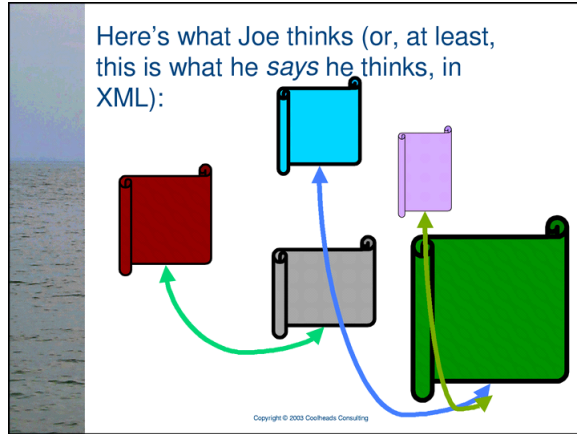 Here's what Joe thinks (or, at least,
this is what he says he thinks, in
XML):
Copyright © 2003 Coolheads Consulting